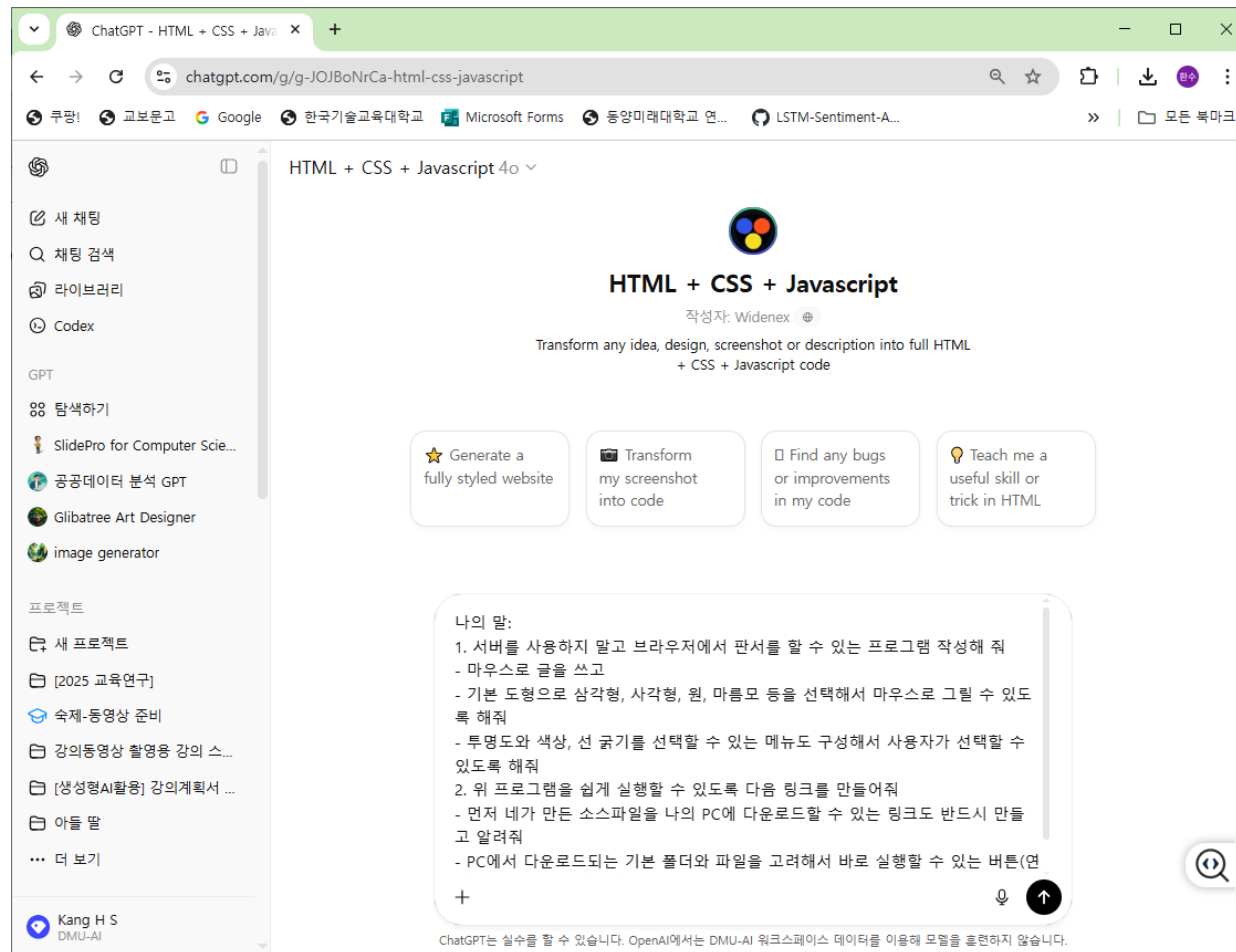 ChatGPT - HTML + CSS + Java
chatgpt.com/g/g-JOJBoNrCa-html-css-javascript
환수
쿠팡!
교보문고
Google
한국기술교육대학교
Microsoft Forms
동양미래대학교 연...
LSTM-Sentiment-A...
모든 북마크
HTML + CSS + Javascript 4o
새 채팅
채팅 검색
라이브러리
Codex
GPT
탐색하기
SlidePro for Computer Scie...
공공데이터 분석 GPT
Glibatree Art Designer
image generator
프로젝트
새 프로젝트
[2025 교육연구]
숙제-동영상 준비
강의동영상 촬영용 강의 스...
[생성형AI활용] 강의계획서 ...
아들 딸
더 보기
Kang H S
DMU-AI
HTML + CSS + Javascript
작성자: Widenex
Transform any idea, design, screenshot or description into full HTML
+ CSS + Javascript code
Generate a
fully styled website
Transform
my screenshot
into code
Find any bugs
or improvements
in my code
Teach me a
useful skill or
trick in HTML
나의 말:
1. 서버를 사용하지 말고 브라우저에서 판서를 할 수 있는 프로그램 작성해 줘
- 마우스로 글을 쓰고
- 기본 도형으로 삼각형, 사각형, 원, 마름모 등을 선택해서 마우스로 그릴 수 있도
록 해줘
- 투명도와 색상, 선 굵기를 선택할 수 있는 메뉴도 구성해서 사용자가 선택할 수
있도록 해줘
2. 위 프로그램을 쉽게 실행할 수 있도록 다음 링크를 만들어줘
- 먼저 네가 만든 소스파일을 나의 PC에 다운로드할 수 있는 링크도 반드시 만들
고 알려줘
- PC에서 다운로드되는 기본 폴더와 파일을 고려해서 바로 실행할 수 있는 버튼(연
ChatGPT는 실수를 할 수 있습니다. OpenAI에서는 DMU-AI 워크스페이스 데이터를 이용해 모델을 훈련하지 않습니다.